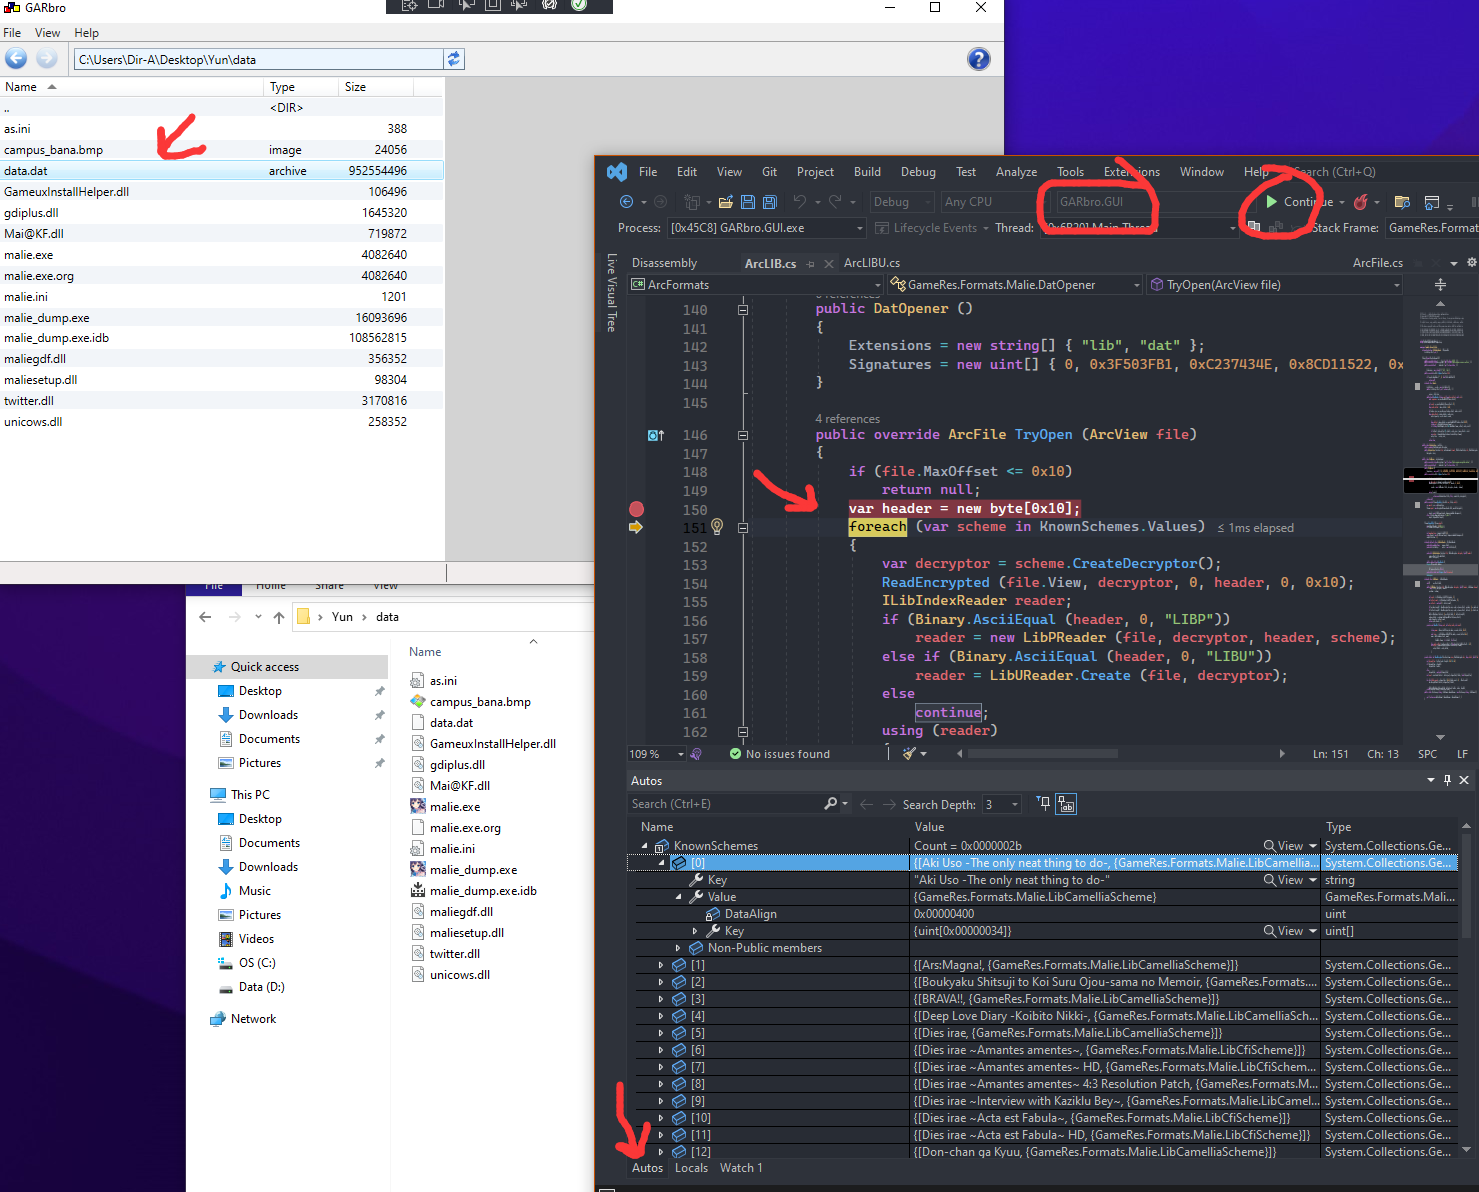 GARbro
File View Help
C:\Users\Dir-A\Desktop\Yun\data
Name Type Size
.. <DIR>
as.ini 388
campus_bana.bmp image 24056
data.dat archive 952554496
GameuxInstallHelper.dll 106496
gdiplus.dll 1645320
Mai@KF.dll 719872
malie.exe 4082640
malie.exe.org 4082640
malie.ini 1201
malie_dump.exe 16093696
malie_dump.exe.idb 108562815
maliegdf.dll 356352
maliesetup.dll 98304
twitter.dll 3170816
unicows.dll 258352
File Home Share View
Yun › data
Quick access
Desktop
Downloads
Documents
Pictures
This PC
Desktop
Documents
Downloads
Music
Pictures
Videos
OS (C:)
Data (D:)
Network
Name
as.ini
campus_bana.bmp
data.dat
GameuxInstallHelper.dll
gdiplus.dll
Mai@KF.dll
malie.exe
malie.exe.org
malie.ini
malie_dump.exe
malie_dump.exe.idb
maliegdf.dll
maliesetup.dll
twitter.dll
unicows.dll
File Edit View Git Project Build Debug Test Analyze Tools Extensions Window Help Search (Ctrl+Q)
Debug Any CPU GARbro.GUI Continue
Process: [0x45C8] GARbro.GUI.exe Lifecycle Events Thread: [0x6B20] Main Thread Stack Frame: GameRes.Format
Live Visual Tree
Disassembly ArcLIB.cs ArcLIBU.cs ArcFile.cs
ArcFormats GameRes.Formats.Malie.DatOpener TryOpen(ArcView file)
140 public DatOpener ()
141 {
142 Extensions = new string[] { "lib", "dat" };
143 Signatures = new uint[] { 0, 0x3F503FB1, 0xC237434E, 0x8CD11522, 0x
144 }
145
4 references
146 public override ArcFile TryOpen (ArcView file)
147 {
148 if (file.MaxOffset <= 0x10)
149 return null;
150 var header = new byte[0x10];
151 foreach (var scheme in KnownSchemes.Values) ≤ 1ms elapsed
152 {
153 var decryptor = scheme.CreateDecryptor();
154 ReadEncrypted (file.View, decryptor, 0, header, 0, 0x10);
155 ILibIndexReader reader;
156 if (Binary.AsciiEqual (header, 0, "LIBP"))
157 reader = new LibPReader (file, decryptor, header, scheme);
158 else if (Binary.AsciiEqual (header, 0, "LIBU"))
159 reader = LibUReader.Create (file, decryptor);
160 else
161 continue;
162 using (reader)
109 % No issues found Ln: 151 Ch: 13 SPC LF
Autos
Search (Ctrl+E) Search Depth: 3
Name Value Type
KnownSchemes Count = 0x0000002b View System.Collections.Ge...
[0] {[Aki Uso -The only neat thing to do-, {GameRes.Formats.Malie.LibCamellia... System.Collections.Ge...
Key "Aki Uso -The only neat thing to do-" View string
Value {GameRes.Formats.Malie.LibCamelliaScheme} GameRes.Formats.Mali...
DataAlign 0x00000400 uint
Key {uint[0x00000034]} View uint[]
Non-Public members
[1] {[Ars:Magna!, {GameRes.Formats.Malie.LibCamelliaScheme}]} System.Collections.Ge...
[2] {[Boukyaku Shitsuji to Koi Suru Ojou-sama no Memoir, {GameRes.Formats.... System.Collections.Ge...
[3] {[BRAVA!!, {GameRes.Formats.Malie.LibCamelliaScheme}]} System.Collections.Ge...
[4] {[Deep Love Diary -Koibito Nikki-, {GameRes.Formats.Malie.LibCamelliaSch... System.Collections.Ge...
[5] {[Dies irae, {GameRes.Formats.Malie.LibCamelliaScheme}]} System.Collections.Ge...
[6] {[Dies irae ~Amantes amentes~, {GameRes.Formats.Malie.LibCfiScheme}]} System.Collections.Ge...
[7] {[Dies irae ~Amantes amentes~ HD, {GameRes.Formats.Malie.LibCfiSchem... System.Collections.Ge...
[8] {[Dies irae ~Amantes amentes~ 4:3 Resolution Patch, {GameRes.Formats.M... System.Collections.Ge...
[9] {[Dies irae ~Interview with Kaziklu Bey~, {GameRes.Formats.Malie.LibCamel... System.Collections.Ge...
[10] {[Dies irae ~Acta est Fabula~, {GameRes.Formats.Malie.LibCfiScheme}]} System.Collections.Ge...
[11] {[Dies irae ~Acta est Fabula~ HD, {GameRes.Formats.Malie.LibCfiScheme}]} System.Collections.Ge...
[12] {[Don-chan ga Kyuu, {GameRes.Formats.Malie.LibCamelliaScheme}]} System.Collections.Ge...
Autos Locals Watch 1